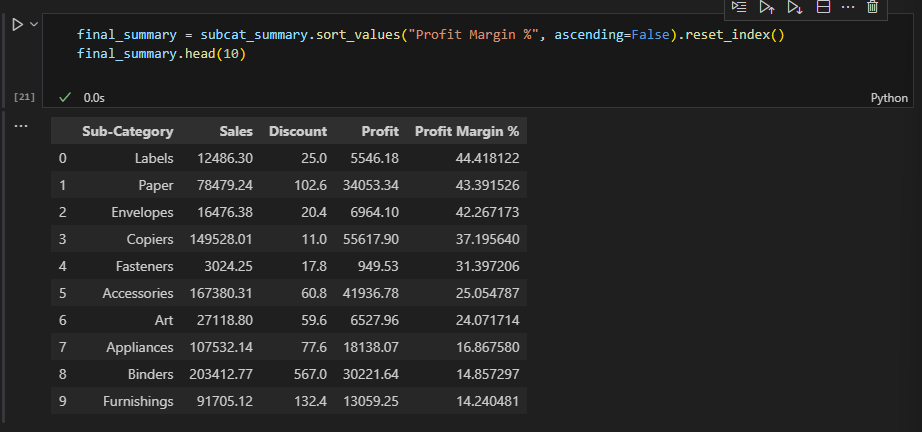 final_summary = subcat_summary.sort_values("Profit Margin %", ascending=False).reset_index()
final_summary.head(10)
[21] 0.0s Python
Sub-Category Sales Discount Profit Profit Margin %
0 Labels 12486.30 25.0 5546.18 44.418122
1 Paper 78479.24 102.6 34053.34 43.391526
2 Envelopes 16476.38 20.4 6964.10 42.267173
3 Copiers 149528.01 11.0 55617.90 37.195640
4 Fasteners 3024.25 17.8 949.53 31.397206
5 Accessories 167380.31 60.8 41936.78 25.054787
6 Art 27118.80 59.6 6527.96 24.071714
7 Appliances 107532.14 77.6 18138.07 16.867580
8 Binders 203412.77 567.0 30221.64 14.857297
9 Furnishings 91705.12 132.4 13059.25 14.240481